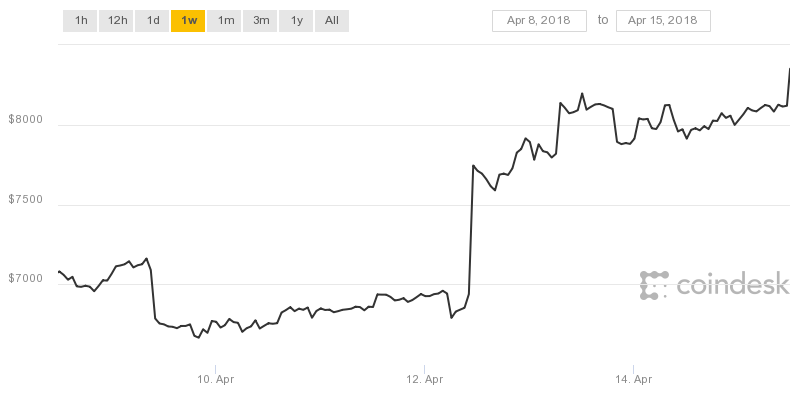 1h 12h 1d 1w 1m 3m 1y All Apr 8, 2018 to Apr 15, 2018
$8000
$7500
$7000
coindesk
10. Apr 12. Apr 14. Apr